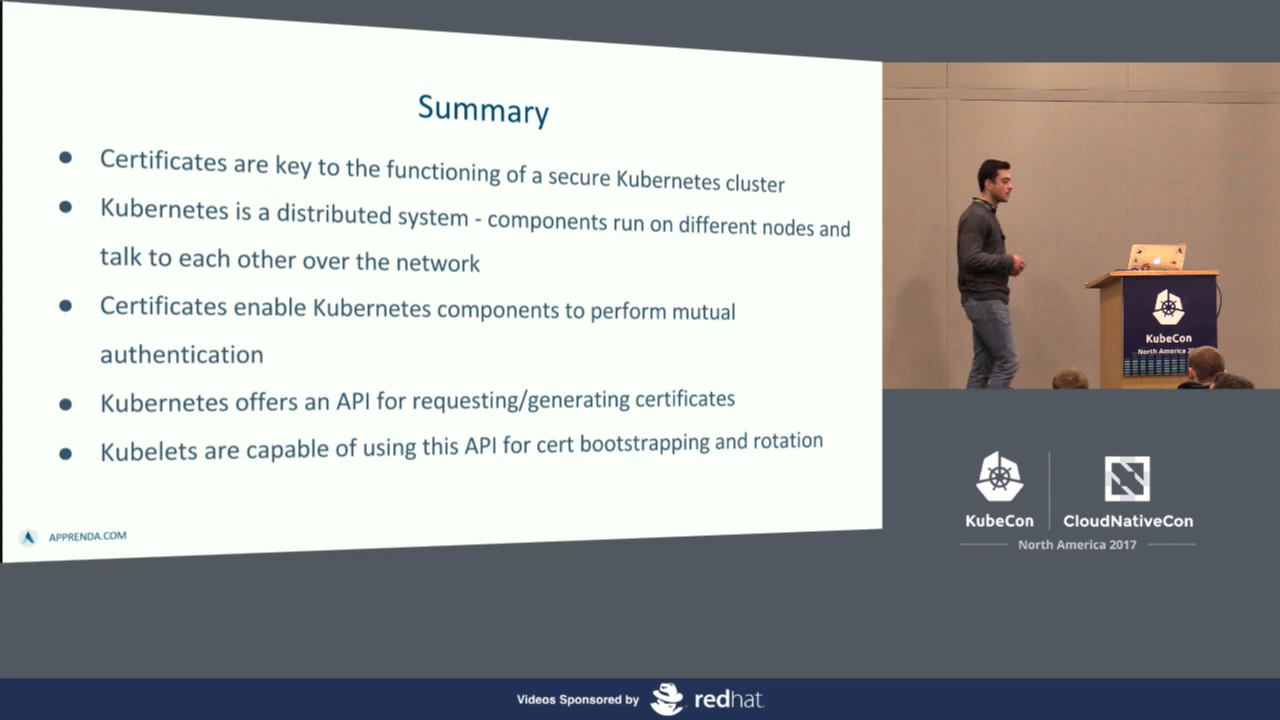 Summary
● Certificates are key to the functioning of a secure Kubernetes cluster
● Kubernetes is a distributed system - components run on different nodes and
talk to each other over the network
● Certificates enable Kubernetes components to perform mutual
authentication
● Kubernetes offers an API for requesting/generating certificates
● Kubelets are capable of using this API for cert bootstrapping and rotation
APPRENDA.COM
KubeCon
North America
KubeCon
CloudNativeCon
North America 2017
Videos Sponsored by
redhat